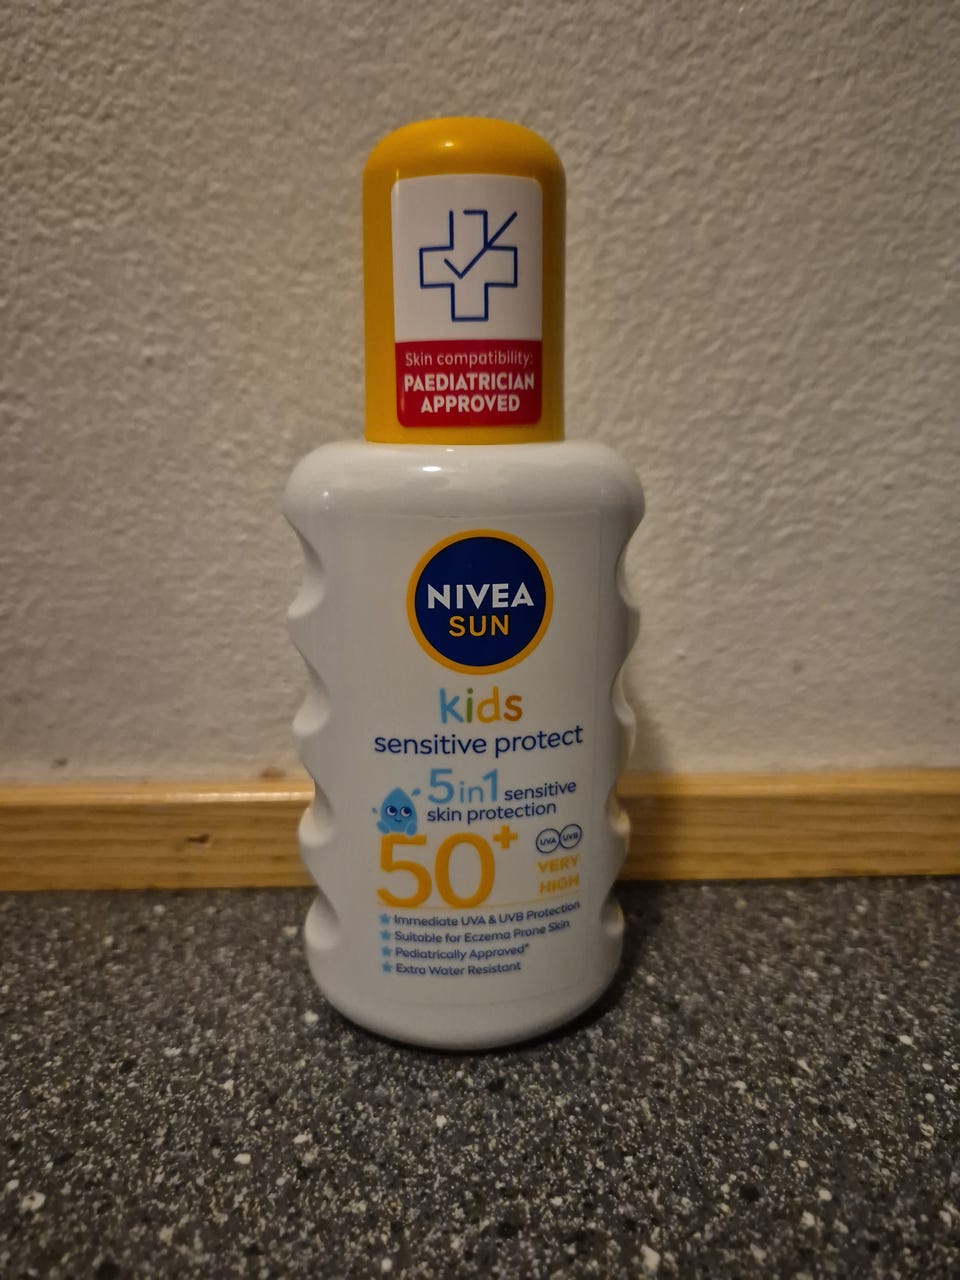 Skin compatibility:
PAEDIATRICIAN
APPROVED
NIVEA
SUN
kids
sensitive protect
5in1 sensitive
skin protection
50+
UVA UVB
VERY
HIGH
Immediate UVA & UVB Protection
Suitable for Eczema Prone Skin
Pediatrically Approved*
Extra Water Resistant